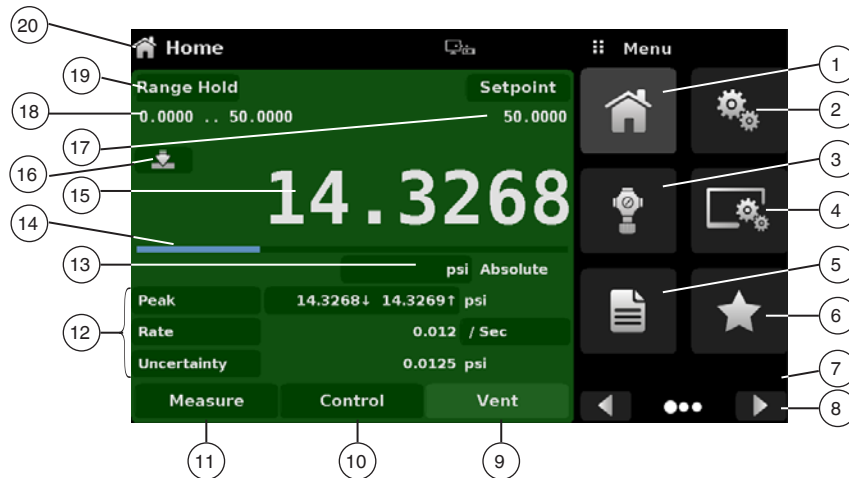 20
Home
Menu
19
Range Hold
Setpoint
1
18
0.0000 .. 50.0000
50.0000
2
17
16
3
15
14.3268
14
4
13
psi Absolute
5
12
Peak
14.3268↓ 14.3269↑ psi
6
Rate
0.012 / Sec
Uncertainty
0.0125 psi
7
Measure
Control
Vent
8
11
10
9